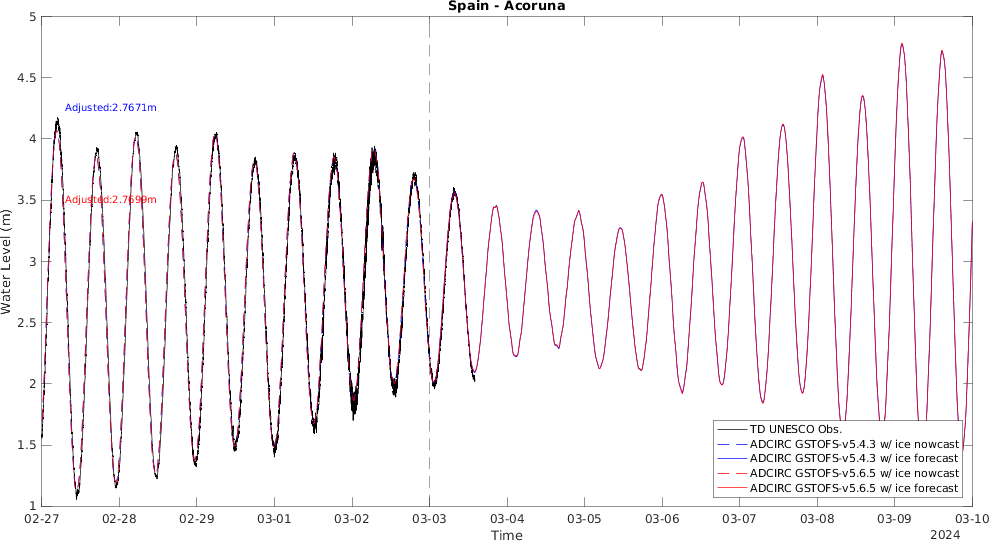 Spain - Acoruna
5
4.5
4
3.5
3
2.5
2
1.5
1
Water Level (m)
Adjusted:2.7671m
Adjusted:2.7699m
TD UNESCO Obs.
ADCIRC GSTOFS-v5.4.3 w/ ice nowcast
ADCIRC GSTOFS-v5.4.3 w/ ice forecast
ADCIRC GSTOFS-v5.6.5 w/ ice nowcast
ADCIRC GSTOFS-v5.6.5 w/ ice forecast
02-27 02-28 02-29 03-01 03-02 03-03 03-04 03-05 03-06 03-07 03-08 03-09 03-10
Time
2024